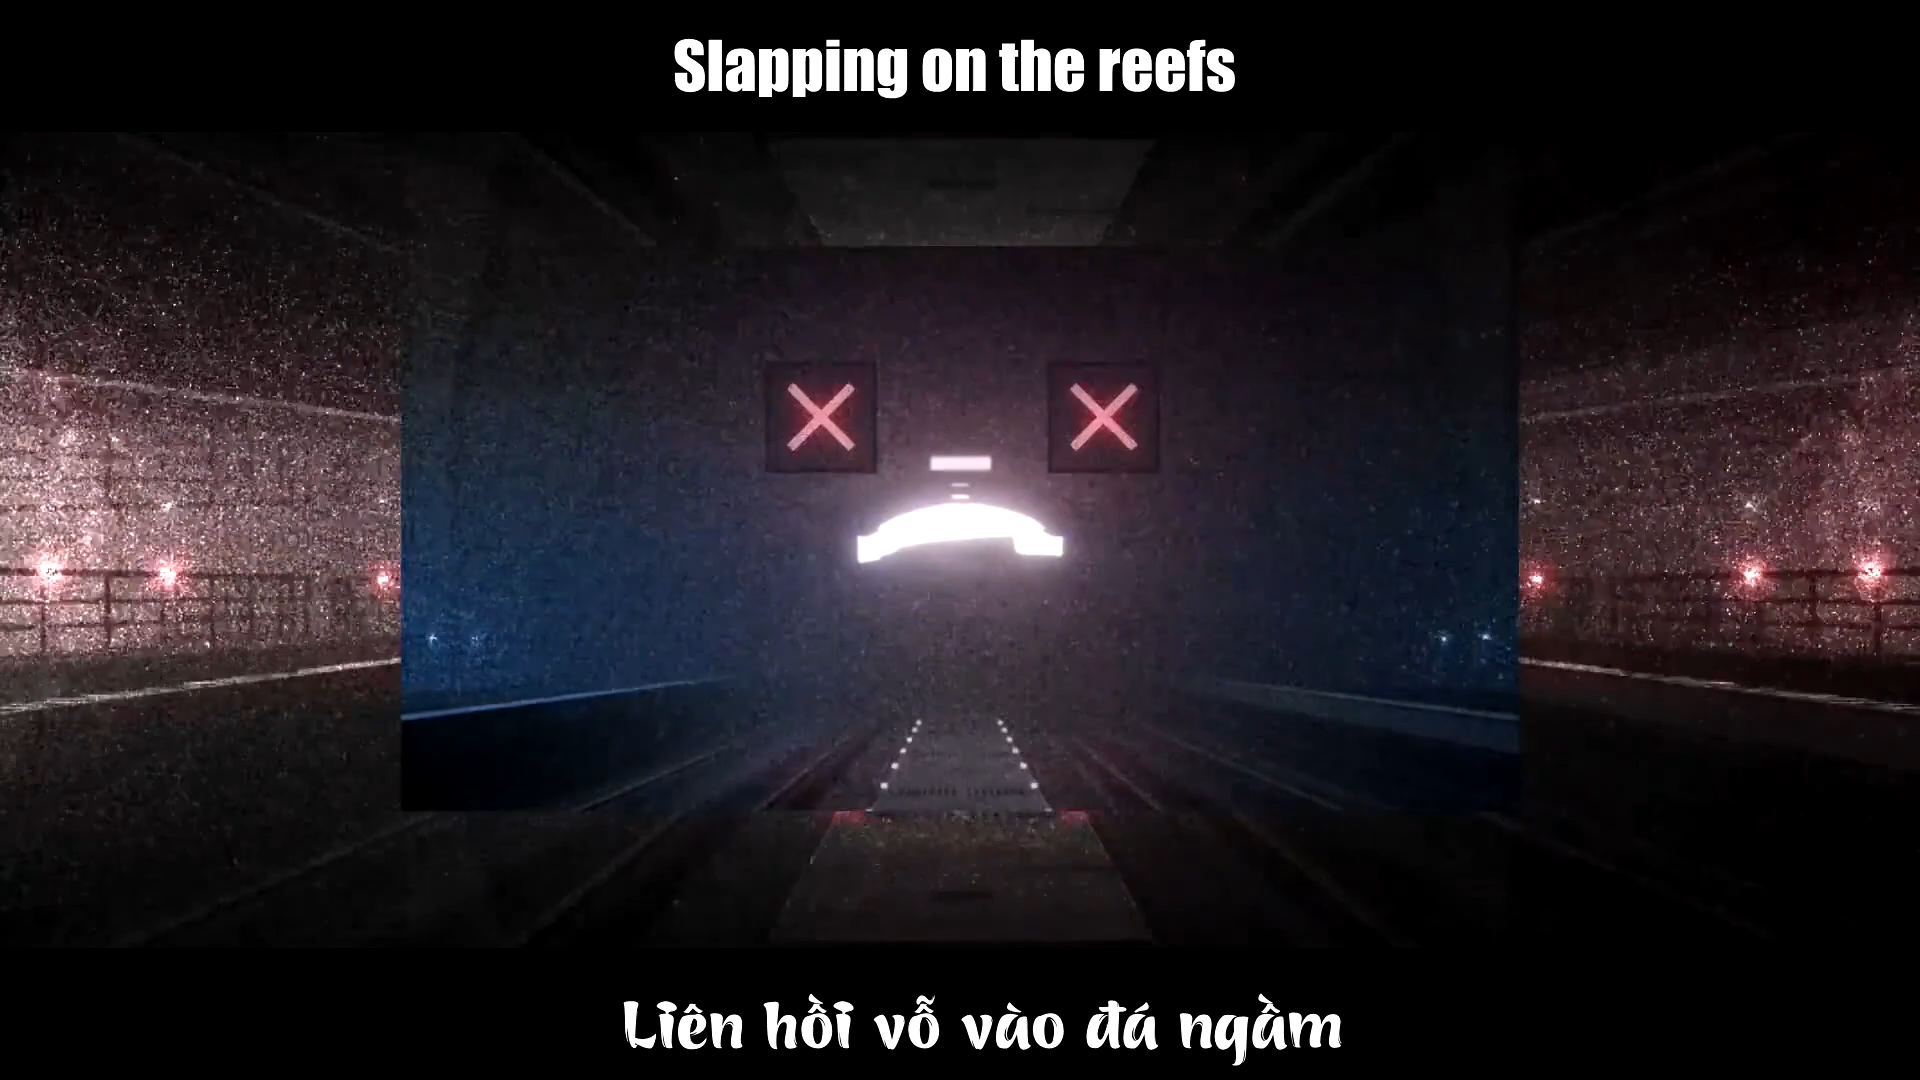 Slapping on the reefs
Liên hồi vỗ vào đá ngầm